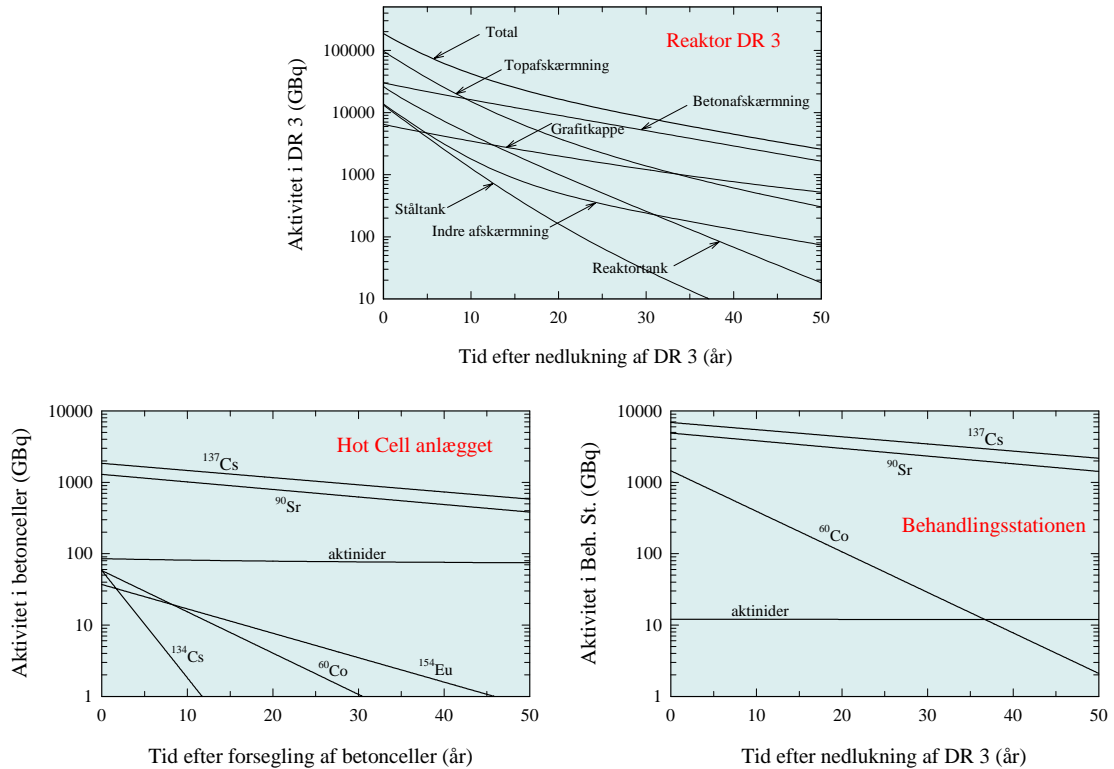 Reaktor DR 3
Aktivitet i DR 3 (GBq)
100000
10000
1000
100
10
Total
Topafskærmning
Betonafskærmning
Grafitkappe
Ståltank
Indre afskærmning
Reaktortank
0 10 20 30 40 50
Tid efter nedlukning af DR 3 (år)
Hot Cell anlægget
Aktivitet i betonceller (GBq)
10000
1000
100
10
1
¹³⁷Cs
⁹⁰Sr
aktinider
¹³⁴Cs
⁶⁰Co
¹⁵⁴Eu
0 10 20 30 40 50
Tid efter forsegling af betonceller (år)
Behandlingsstationen
Aktivitet i Beh. St. (GBq)
10000
1000
100
10
1
¹³⁷Cs
⁹⁰Sr
⁶⁰Co
aktinider
0 10 20 30 40 50
Tid efter nedlukning af DR 3 (år)